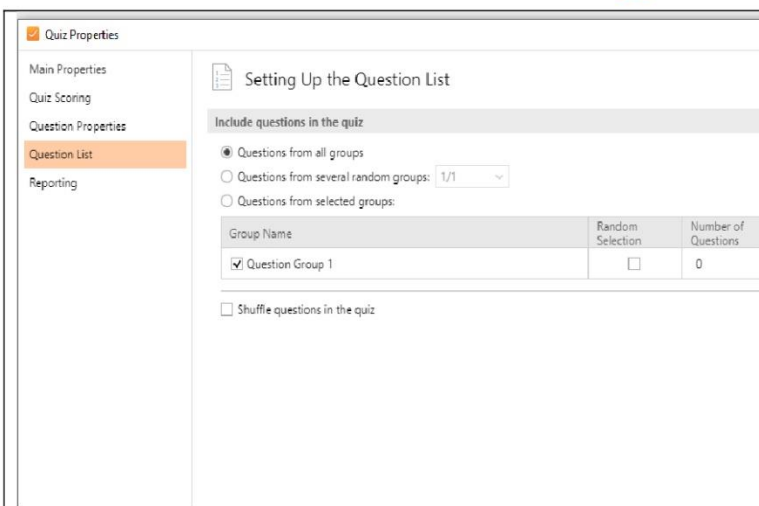 Quiz Properties
Main Properties
Quiz Scoring
Question Properties
Question List
Reporting
Setting Up the Question List
Include questions in the quiz
Questions from all groups
Questions from several random groups: 1/1
Questions from selected groups:
Group Name
Random
Selection
Number of
Questions
Question Group 1
0
Shuffle questions in the quiz